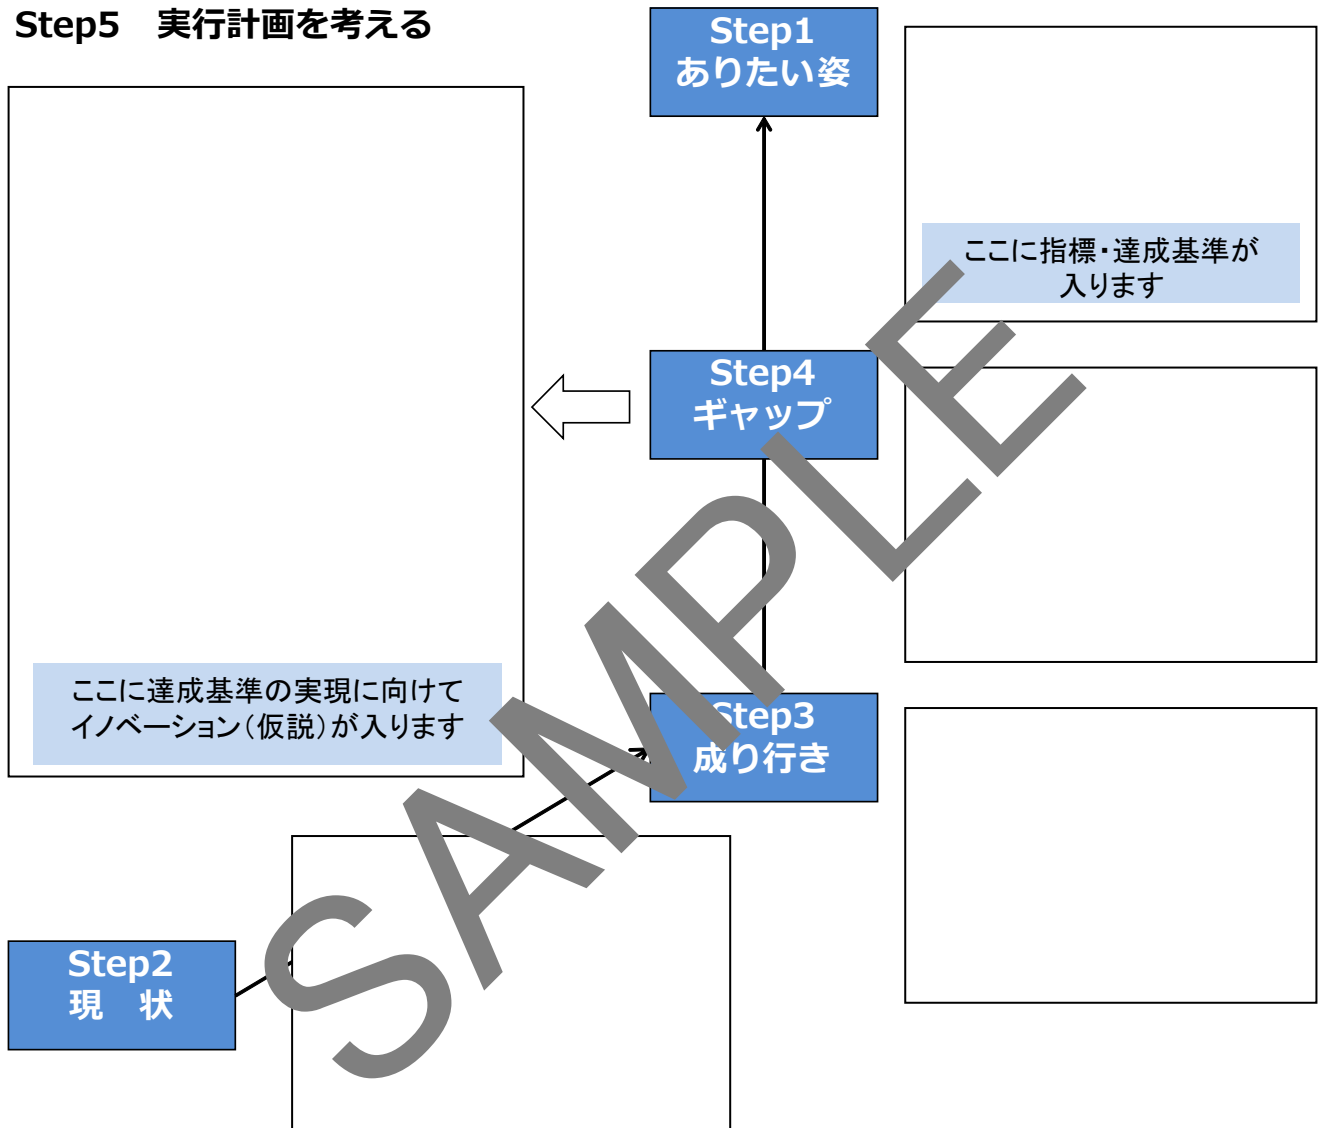 Step5　実行計画を考える
Step1
ありたい姿
ここに指標・達成基準が
入ります
Step4
ギャップ
ここに達成基準の実現に向けて
イノベーション（仮説）が入ります
Step3
成り行き
Step2
現　状
SAMPLE